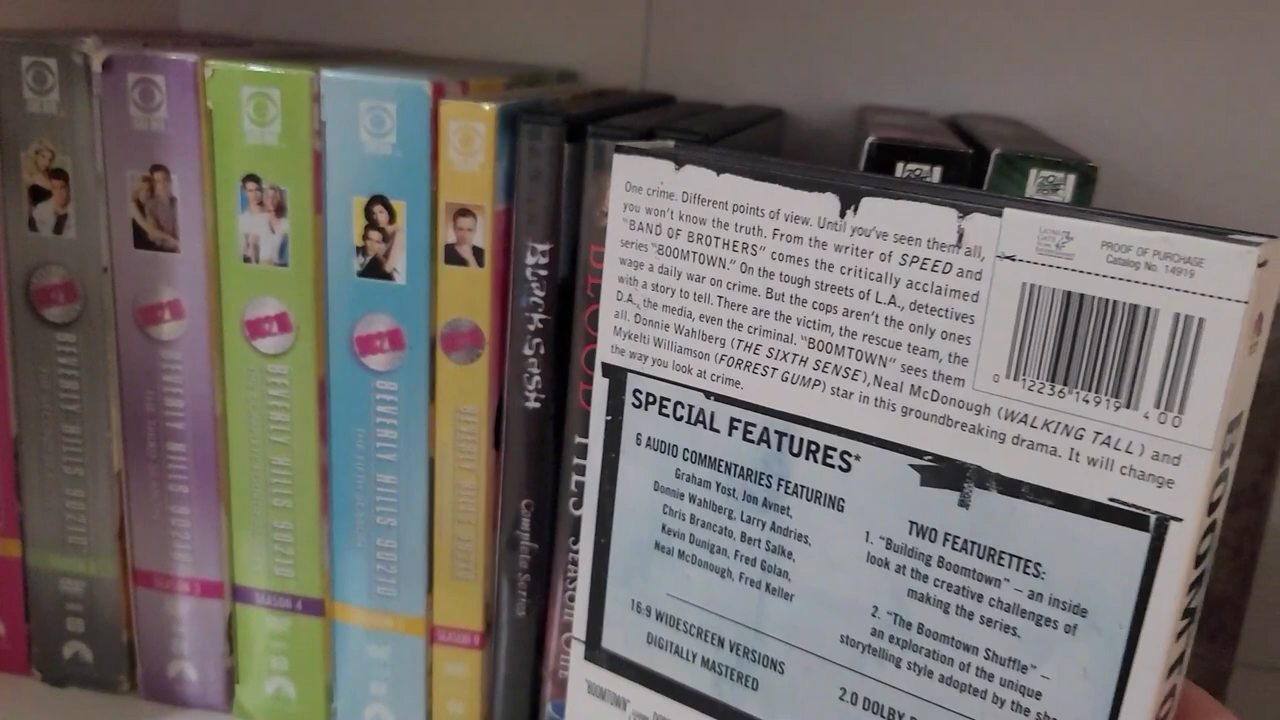 BEVERLY HILLS 90210
BEVERLY HILLS 90210
SEASON 3
BEVERLY HILLS 90210
SEASON 4
BEVERLY HILLS 90210
BEVERLY HILLS 90210
SEASON 9
Black Sash
Complete Series
BLOOD TIES SEASON ONE
One crime. Different points of view. Until you've seen them all,
you won't know the truth. From the writer of SPEED and
"BAND OF BROTHERS" comes the critically acclaimed
series "BOOMTOWN." On the tough streets of L.A., detectives
wage a daily war on crime. But the cops aren't the only ones
with a story to tell. There are the victim, the rescue team, the
D.A., the media, even the criminal. "BOOMTOWN" sees them
all. Donnie Wahlberg (THE SIXTH SENSE), Neal McDonough (WALKING TALL) and
Mykelti Williamson (FORREST GUMP) star in this groundbreaking drama. It will change
the way you look at crime.
PROOF OF PURCHASE
Catalog No. 14919
0 12236 14919 400
SPECIAL FEATURES*
6 AUDIO COMMENTARIES FEATURING
Graham Yost, Jon Avnet,
Donnie Wahlberg, Larry Andries,
Chris Brancato, Bert Salke,
Kevin Dunigan, Fred Golan,
Neal McDonough, Fred Keller
16:9 WIDESCREEN VERSIONS
DIGITALLY MASTERED
TWO FEATURETTES:
1. "Building Boomtown" – an inside
look at the creative challenges of
making the series.
2. "The Boomtown Shuffle" –
an exploration of the unique
storytelling style adopted by the
2.0 DOLBY
"BOOMTOWN"